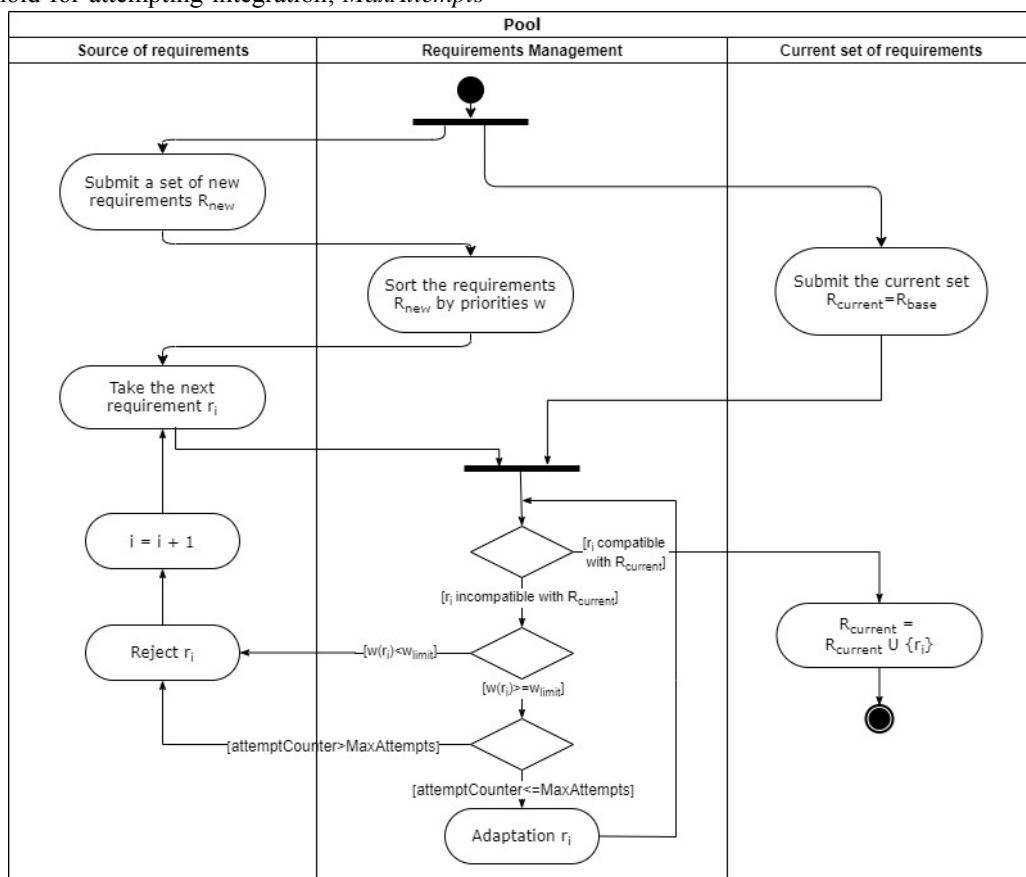 old for attempting integration, MaxAttempts
Pool
Source of requirements
Requirements Management
Current set of requirements
Submit a set of new
requirements Rnew
Sort the requirements
Rnew by priorities w
Submit the current set
Rcurrent=Rbase
Take the next
requirement ri
i = i + 1
[ri compatible
with Rcurrent]
[ri incompatible with Rcurrent]
Rcurrent =
Rcurrent U {ri}
Reject ri
[w(ri)<wlimit]
[w(ri)>=wlimit]
[attemptCounter>MaxAttempts]
[attemptCounter<=MaxAttempts]
Adaptation ri